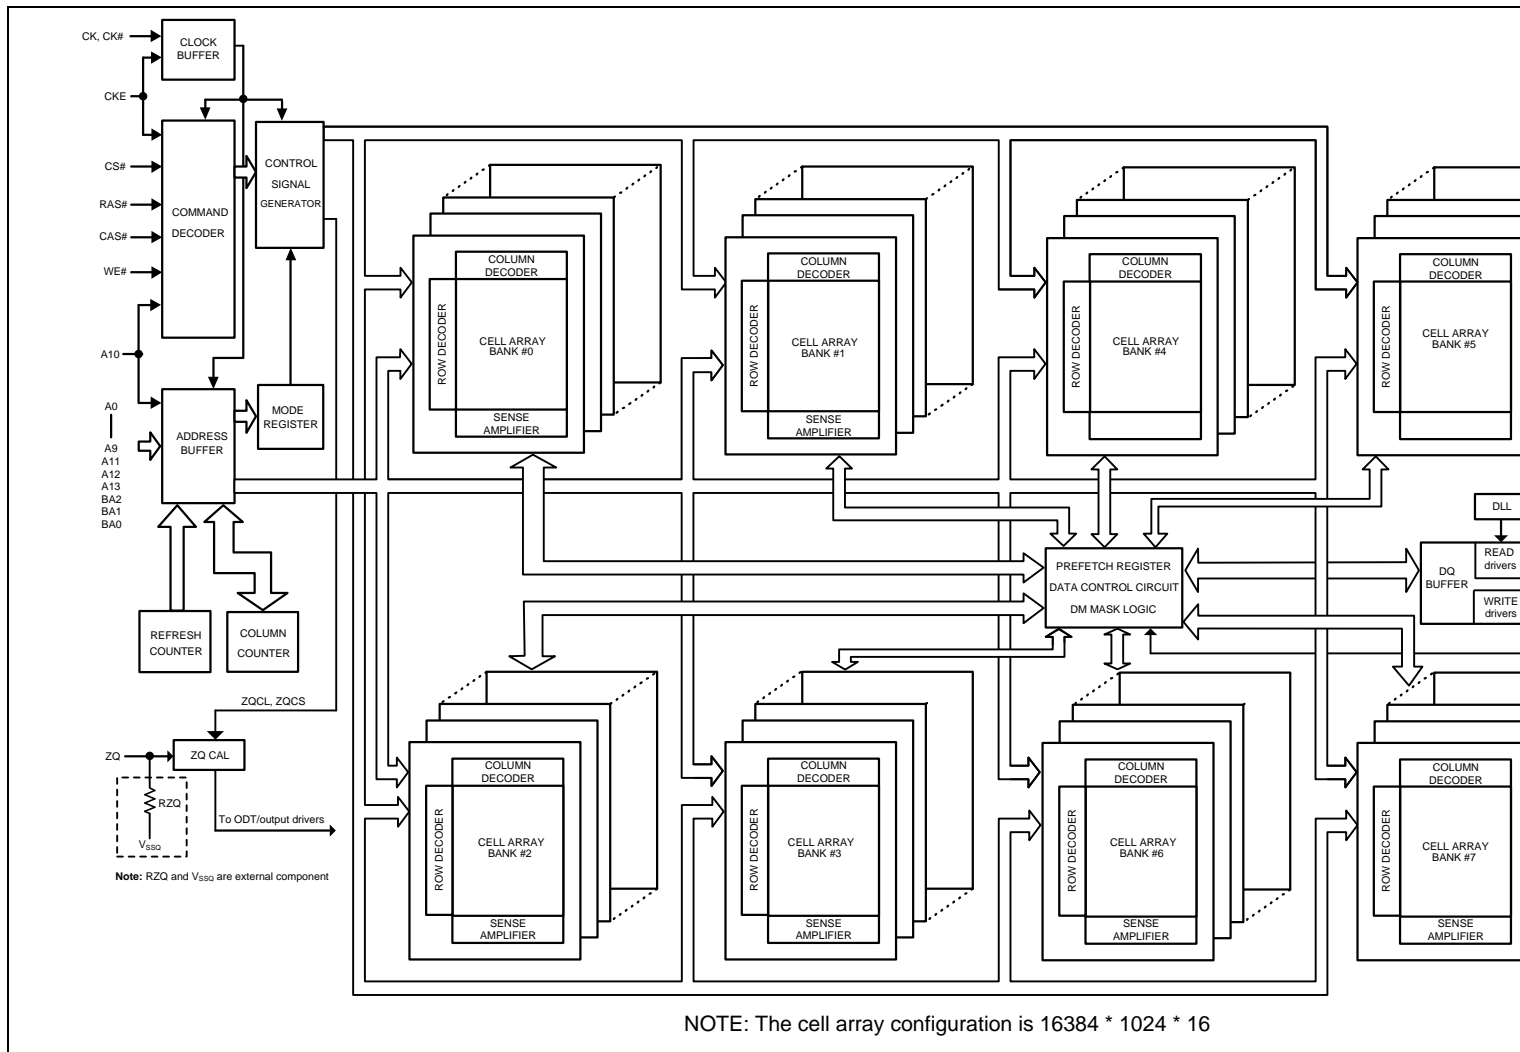 CK, CK#
CLOCK
BUFFER
CKE
CS#
RAS#
CAS#
WE#
COMMAND
DECODER
CONTROL
SIGNAL
GENERATOR
A10
A0
A9
A11
A12
A13
BA2
BA1
BA0
ADDRESS
BUFFER
MODE
REGISTER
REFRESH
COUNTER
COLUMN
COUNTER
ZQCL, ZQCS
ZQ
ZQ CAL
RZQ
VSSQ
To ODT/output drivers
Note: RZQ and VSSQ are external component
COLUMN
DECODER
ROW DECODER
CELL ARRAY
BANK #0
SENSE
AMPLIFIER
COLUMN
DECODER
ROW DECODER
CELL ARRAY
BANK #1
SENSE
AMPLIFIER
COLUMN
DECODER
ROW DECODER
CELL ARRAY
BANK #4
COLUMN
DECODER
ROW DECODER
CELL ARRAY
BANK #5
PREFETCH REGISTER
DATA CONTROL CIRCUIT
DM MASK LOGIC
DLL
DQ
BUFFER
READ
drivers
WRITE
drivers
COLUMN
DECODER
ROW DECODER
CELL ARRAY
BANK #2
SENSE
AMPLIFIER
COLUMN
DECODER
ROW DECODER
CELL ARRAY
BANK #3
SENSE
AMPLIFIER
COLUMN
DECODER
ROW DECODER
CELL ARRAY
BANK #6
SENSE
AMPLIFIER
COLUMN
DECODER
ROW DECODER
CELL ARRAY
BANK #7
SENSE
AMPLIFIER
NOTE: The cell array configuration is 16384 * 1024 * 16